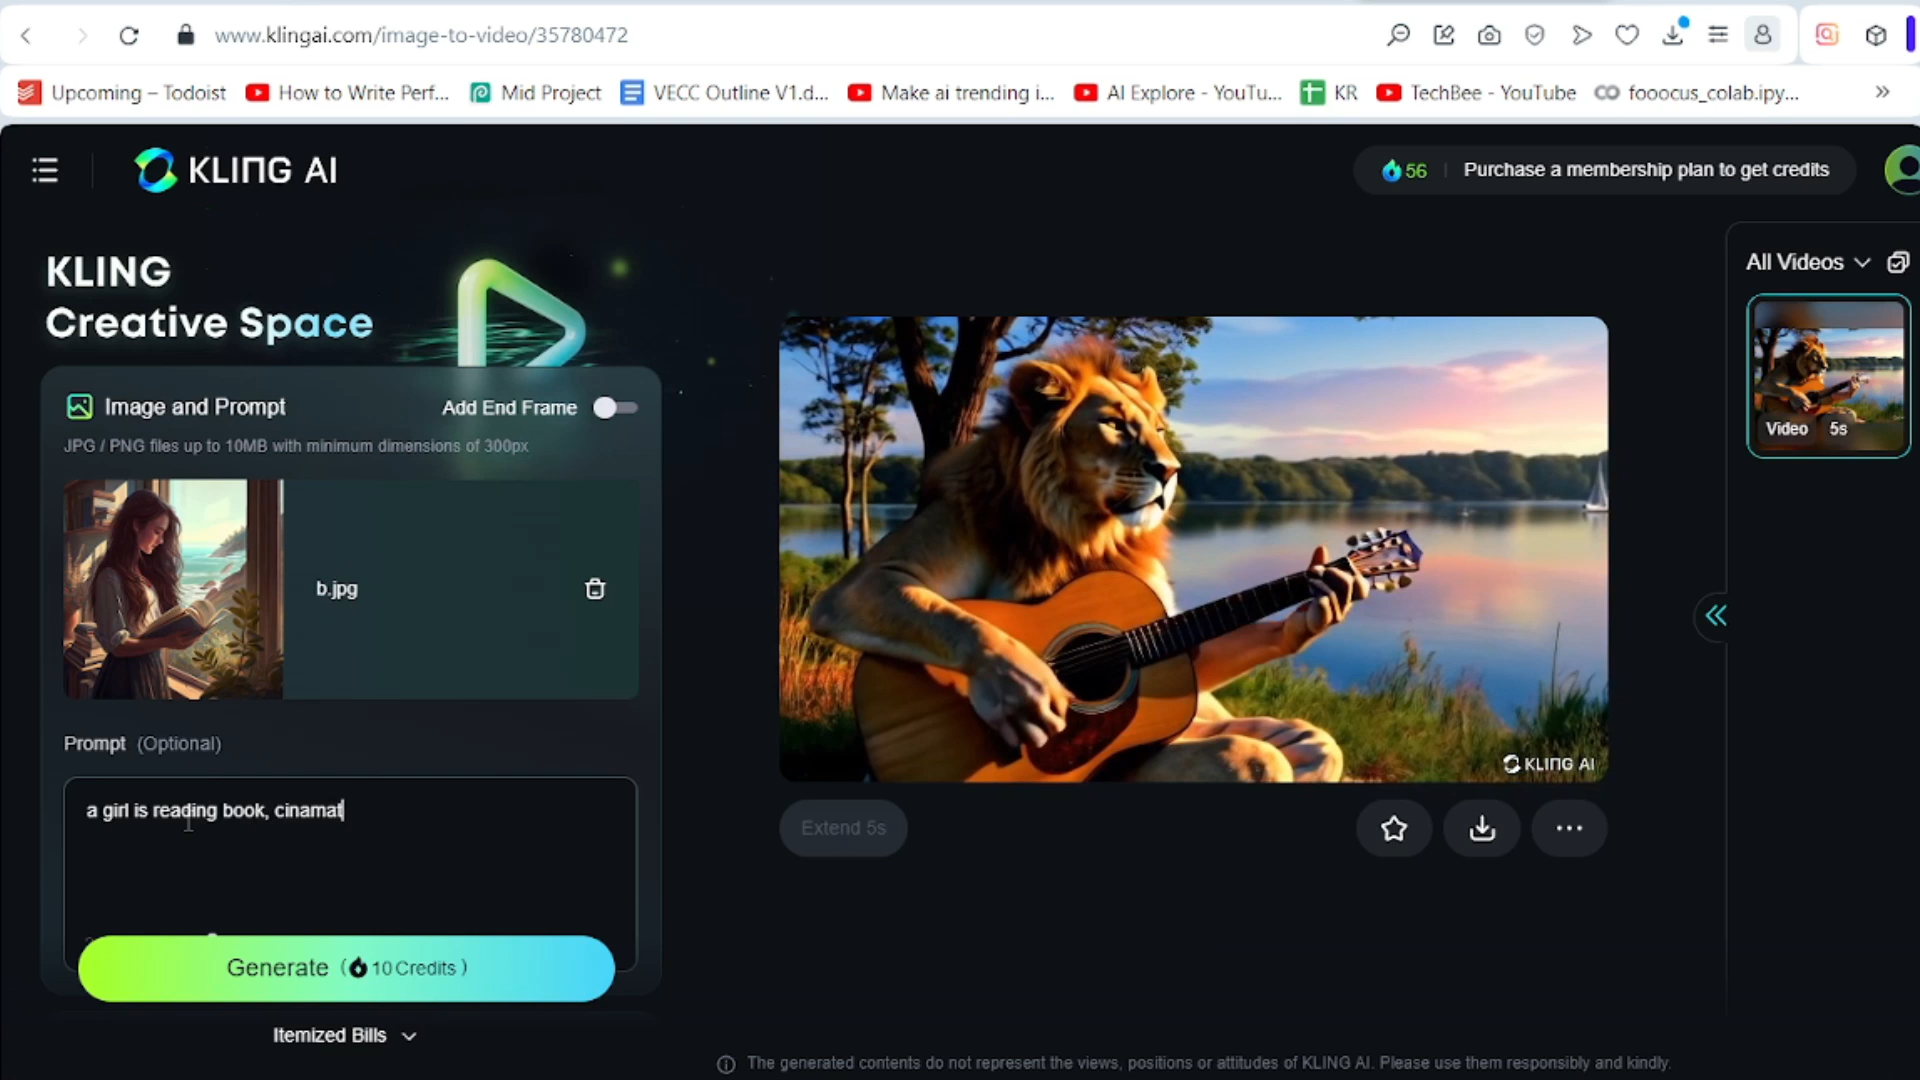 www.klingai.com/image-to-video/35780472
Upcoming – Todoist How to Write Perf... Mid Project VECC Outline V1.d... Make ai trending i... AI Explore - YouTu... KR TechBee - YouTube fooocus_colab.ipy...
KLING AI
56 Purchase a membership plan to get credits
KLING
Creative Space
All Videos
Image and Prompt Add End Frame
JPG / PNG files up to 10MB with minimum dimensions of 300px
Video 5s
b.jpg
Prompt (Optional)
KLING AI
a girl is reading book, cinamat
Extend 5s
Generate ( 10 Credits )
Itemized Bills
The generated contents do not represent the views, positions or attitudes of KLING AI. Please use them responsibly and kindly.